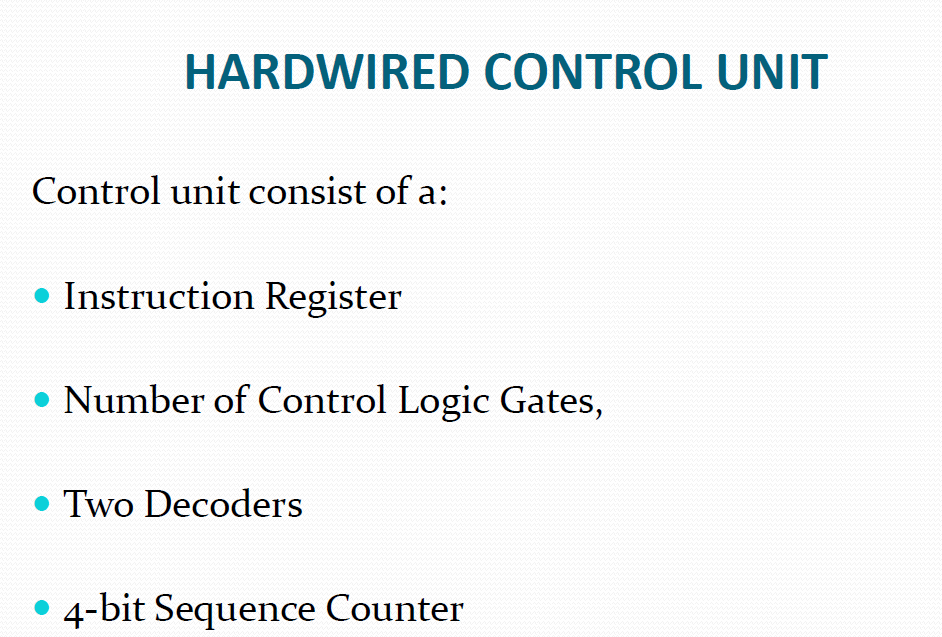 HARDWIRED CONTROL UNIT
Control unit consist of a:
• Instruction Register
• Number of Control Logic Gates,
• Two Decoders
• 4-bit Sequence Counter